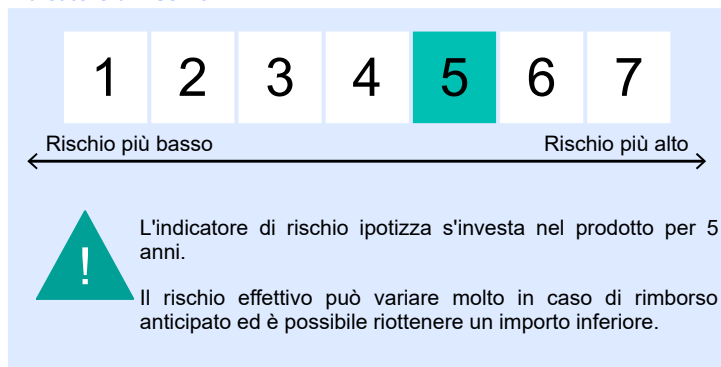 1 2 3 4 5 6 7
Rischio più basso Rischio più alto
!
L'indicatore di rischio ipotizza s'investa nel prodotto per 5
anni.
Il rischio effettivo può variare molto in caso di rimborso
anticipato ed è possibile riottenere un importo inferiore.